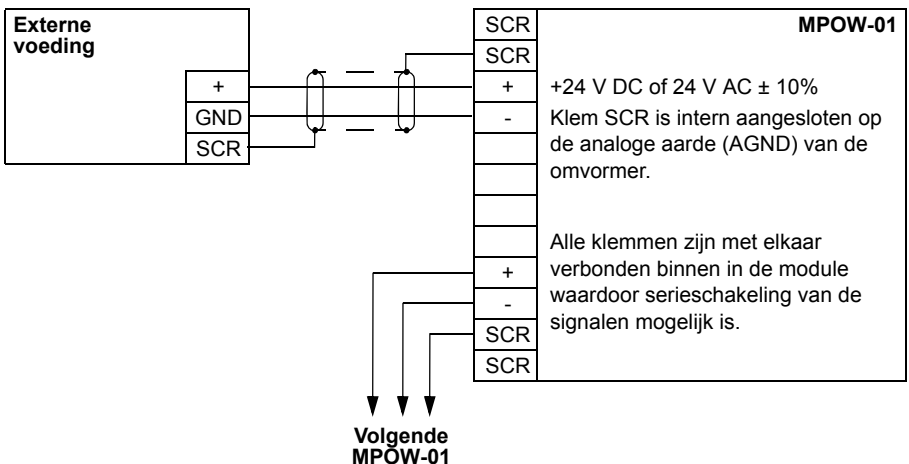 Externe
voeding
+
GND
SCR
SCR
SCR
+
-
+
-
SCR
SCR
MPOW-01
+24 V DC of 24 V AC ± 10%
Klem SCR is intern aangesloten op
de analoge aarde (AGND) van de
omvormer.
Alle klemmen zijn met elkaar
verbonden binnen in de module
waardoor serieschakeling van de
signalen mogelijk is.
Volgende
MPOW-01